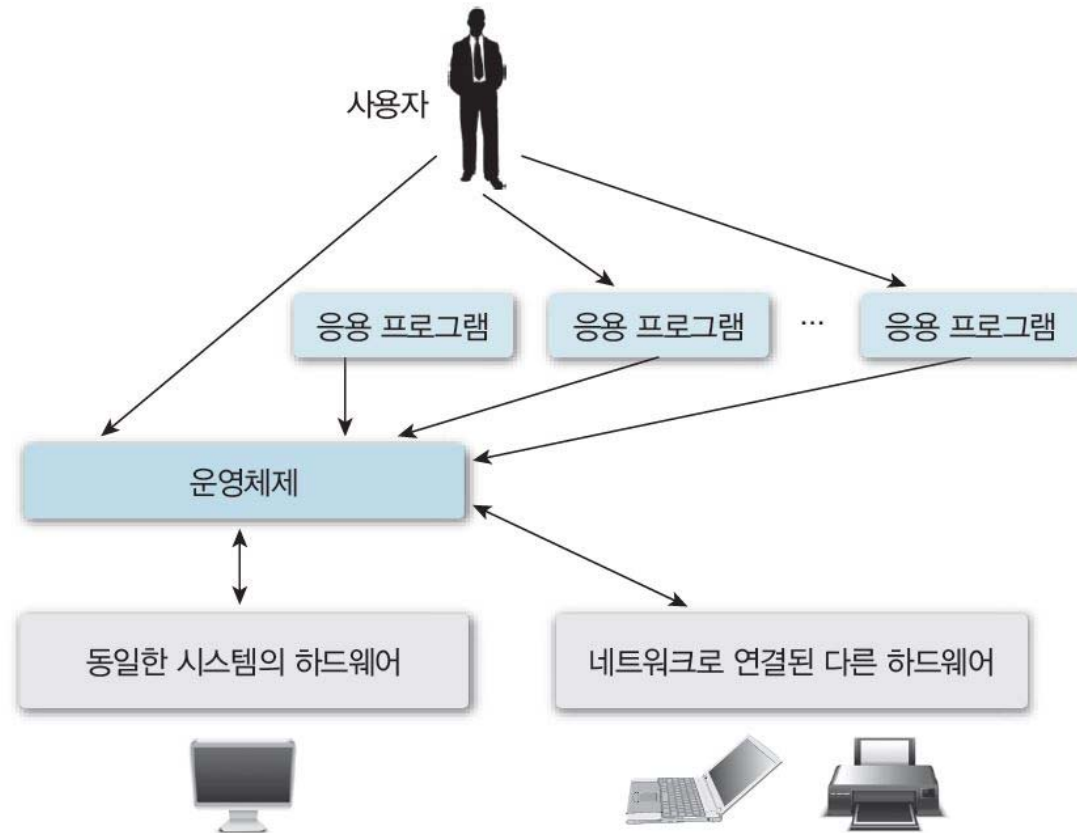 사용자
응용 프로그램
응용 프로그램
...
응용 프로그램
운영체제
동일한 시스템의 하드웨어
네트워크로 연결된 다른 하드웨어